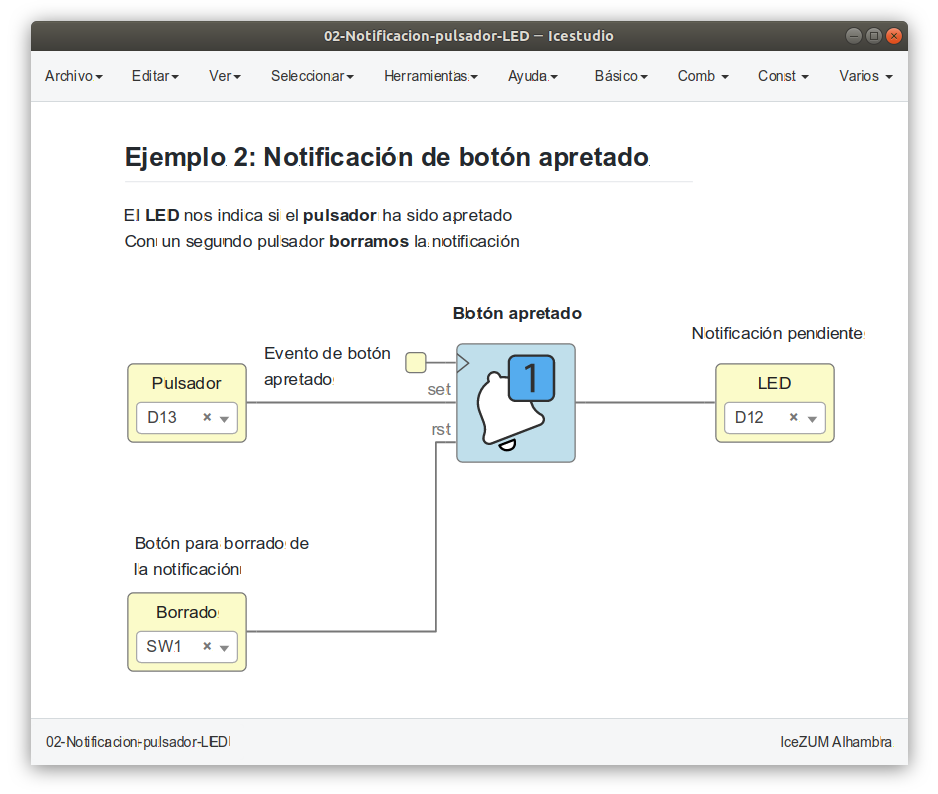 02-Notificacion-pulsador-LED — Icestudio
Archivo Editar Ver Seleccionar Herramientas Ayuda Básico Comb Const Varios
Ejemplo 2: Notificación de botón apretado
El LED nos indica si el pulsador ha sido apretado
Con un segundo pulsador borramos la notificación
Botón apretado
Notificación pendiente
Evento de botón
apretado
Pulsador
D13
set
rst
1
LED
D12
Botón para borrado de
la notificación
Borrado
SW1
02-Notificacion-pulsador-LED
IceZUM Alhambra